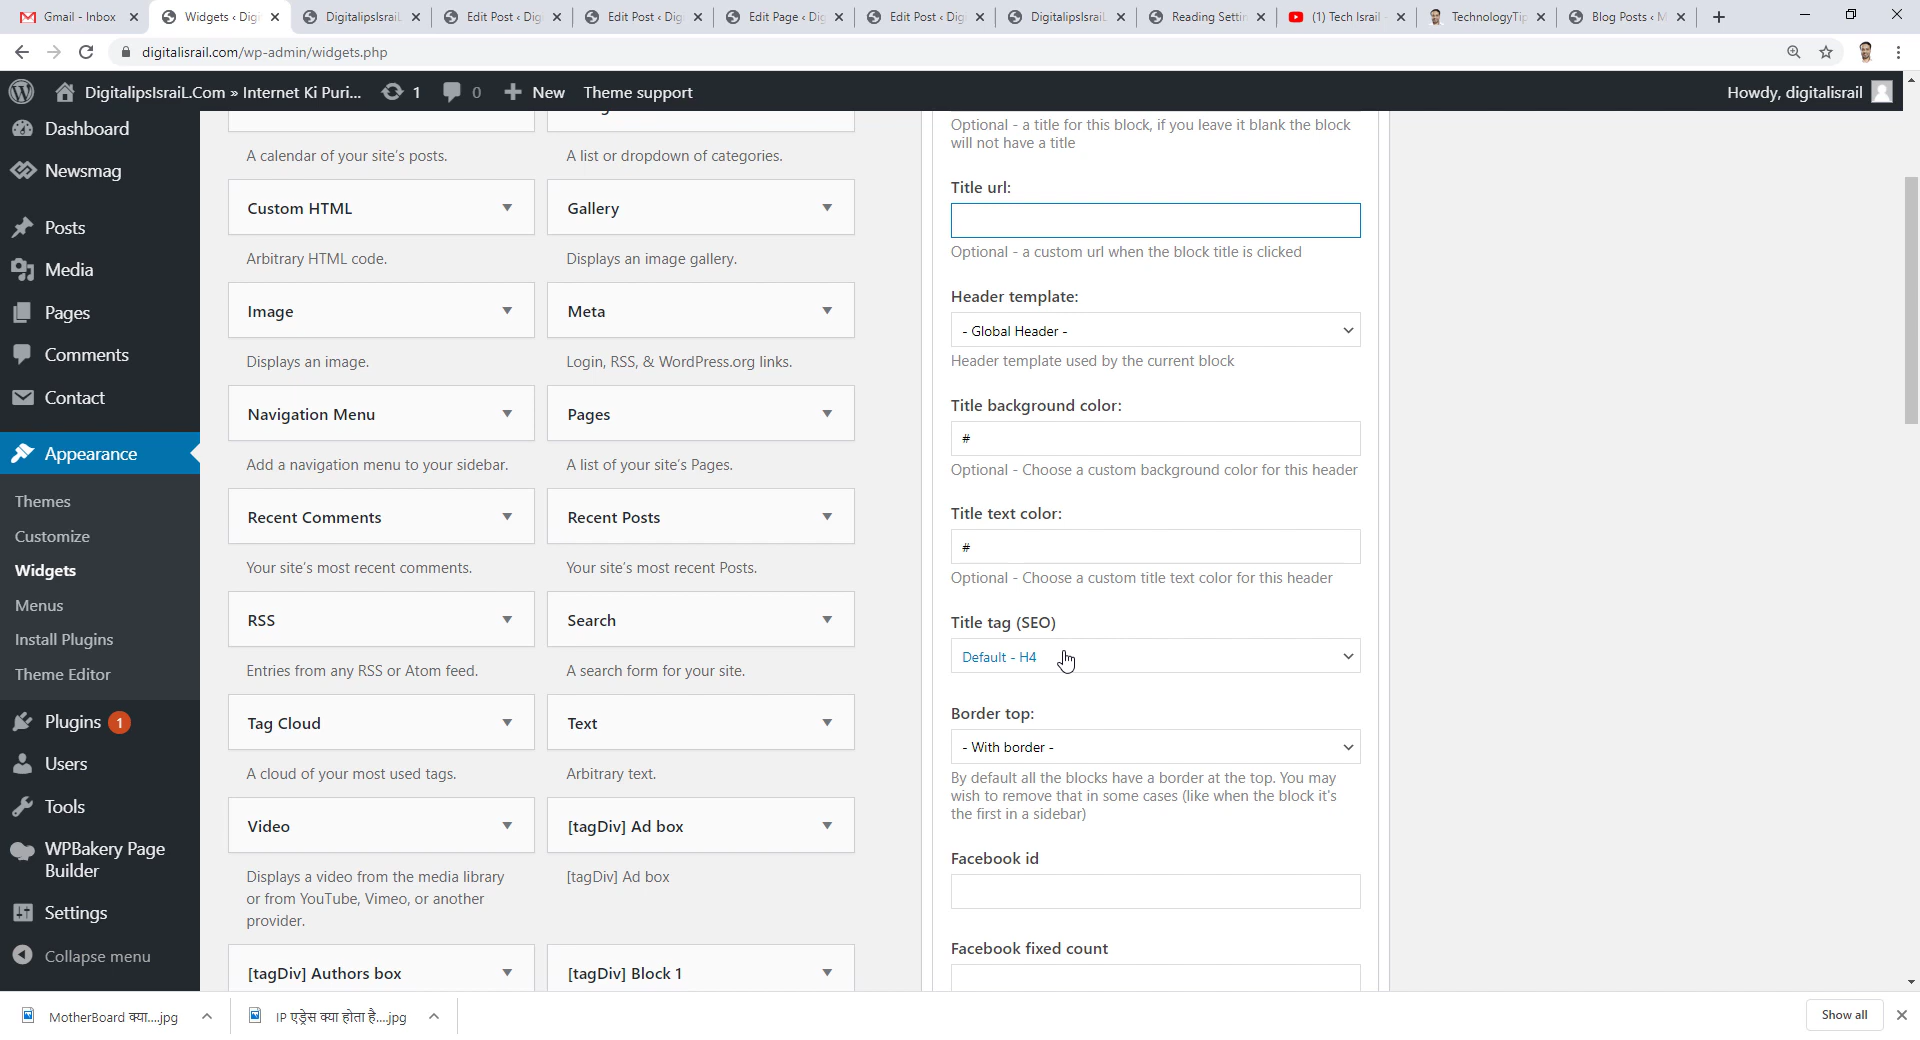 Gmail - Inbox
Widgets ‹ Digi
DigitalipsIsrail
Edit Post ‹ Dig
Edit Post ‹ Dig
Edit Page ‹ Dig
Edit Post ‹ Dig
DigitalipsIsrail
Reading Settin
(1) Tech Israil -
TechnologyTip
Blog Posts ‹ M
digitalisrail.com/wp-admin/widgets.php
DigitalipsIsraiL.Com » Internet Ki Puri... 1 0 New Theme support
Howdy, digitalisrail
Dashboard
Newsmag
Posts
Media
Pages
Comments
Contact
Appearance
Themes
Customize
Widgets
Menus
Install Plugins
Theme Editor
Plugins 1
Users
Tools
WPBakery Page
Builder
Settings
Collapse menu
A calendar of your site's posts.
A list or dropdown of categories.
Custom HTML
Gallery
Arbitrary HTML code.
Displays an image gallery.
Image
Meta
Displays an image.
Login, RSS, & WordPress.org links.
Navigation Menu
Pages
Add a navigation menu to your sidebar.
A list of your site's Pages.
Recent Comments
Recent Posts
Your site's most recent comments.
Your site's most recent Posts.
RSS
Search
Entries from any RSS or Atom feed.
A search form for your site.
Tag Cloud
Text
A cloud of your most used tags.
Arbitrary text.
Video
[tagDiv] Ad box
Displays a video from the media library
or from YouTube, Vimeo, or another
provider.
[tagDiv] Ad box
[tagDiv] Authors box
[tagDiv] Block 1
Optional - a title for this block, if you leave it blank the block
will not have a title
Title url:
Optional - a custom url when the block title is clicked
Header template:
- Global Header -
Header template used by the current block
Title background color:
#
Optional - Choose a custom background color for this header
Title text color:
#
Optional - Choose a custom title text color for this header
Title tag (SEO)
Default - H4
Border top:
- With border -
By default all the blocks have a border at the top. You may
wish to remove that in some cases (like when the block it's
the first in a sidebar)
Facebook id
Facebook fixed count
MotherBoard क्या....jpg
IP एड्रेस क्या होता है....jpg
Show all